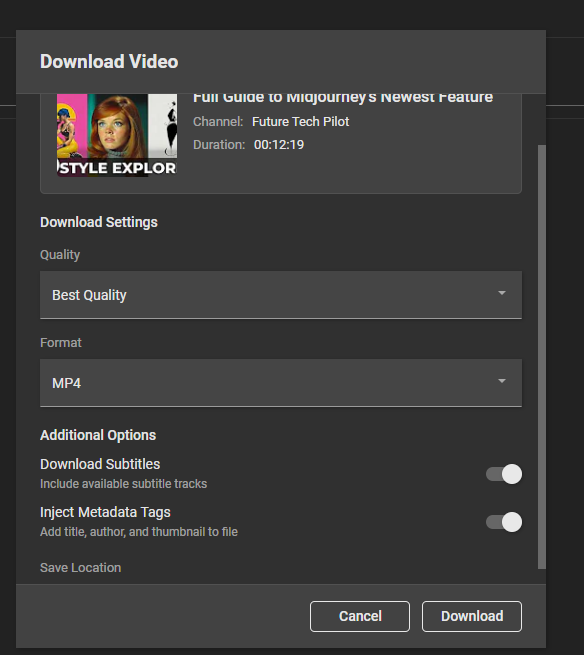 Download Video
Full Guide to Midjourney's Newest Feature
Channel: Future Tech Pilot
Duration: 00:12:19
STYLE EXPLOR
Download Settings
Quality
Best Quality
Format
MP4
Additional Options
Download Subtitles
Include available subtitle tracks
Inject Metadata Tags
Add title, author, and thumbnail to file
Save Location
Cancel
Download